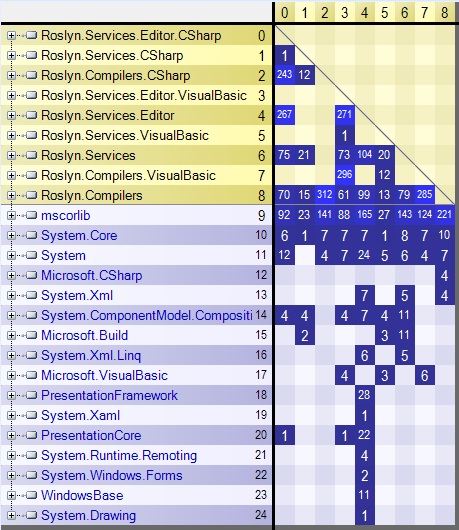 0 1 2 3 4 5 6 7 8
Roslyn.Services.Editor.CSharp 0
Roslyn.Services.CSharp 1 1
Roslyn.Compilers.CSharp 2 243 12
Roslyn.Services.Editor.VisualBasic 3
Roslyn.Services.Editor 4 267 271
Roslyn.Services.VisualBasic 5 1
Roslyn.Services 6 75 21 73 104 20
Roslyn.Compilers.VisualBasic 7 296 12
Roslyn.Compilers 8 70 15 312 61 99 13 79 285
mscorlib 9 92 23 141 88 165 27 143 124 221
System.Core 10 6 1 7 7 7 1 8 7 10
System 11 12 4 7 24 5 6 4 7
Microsoft.CSharp 12 4
System.Xml 13 7 6 4
System.ComponentModel.Compositi 14 4 4 4 7 4 11
Microsoft.Build 15 2 3 11
System.Xml.Linq 16 6 5
Microsoft.VisualBasic 17 4 3 6
PresentationFramework 18 28
System.Xaml 19 1
PresentationCore 20 1 1 22
System.Runtime.Remoting 21 4
System.Windows.Forms 22 2
WindowsBase 23 11
System.Drawing 24 1